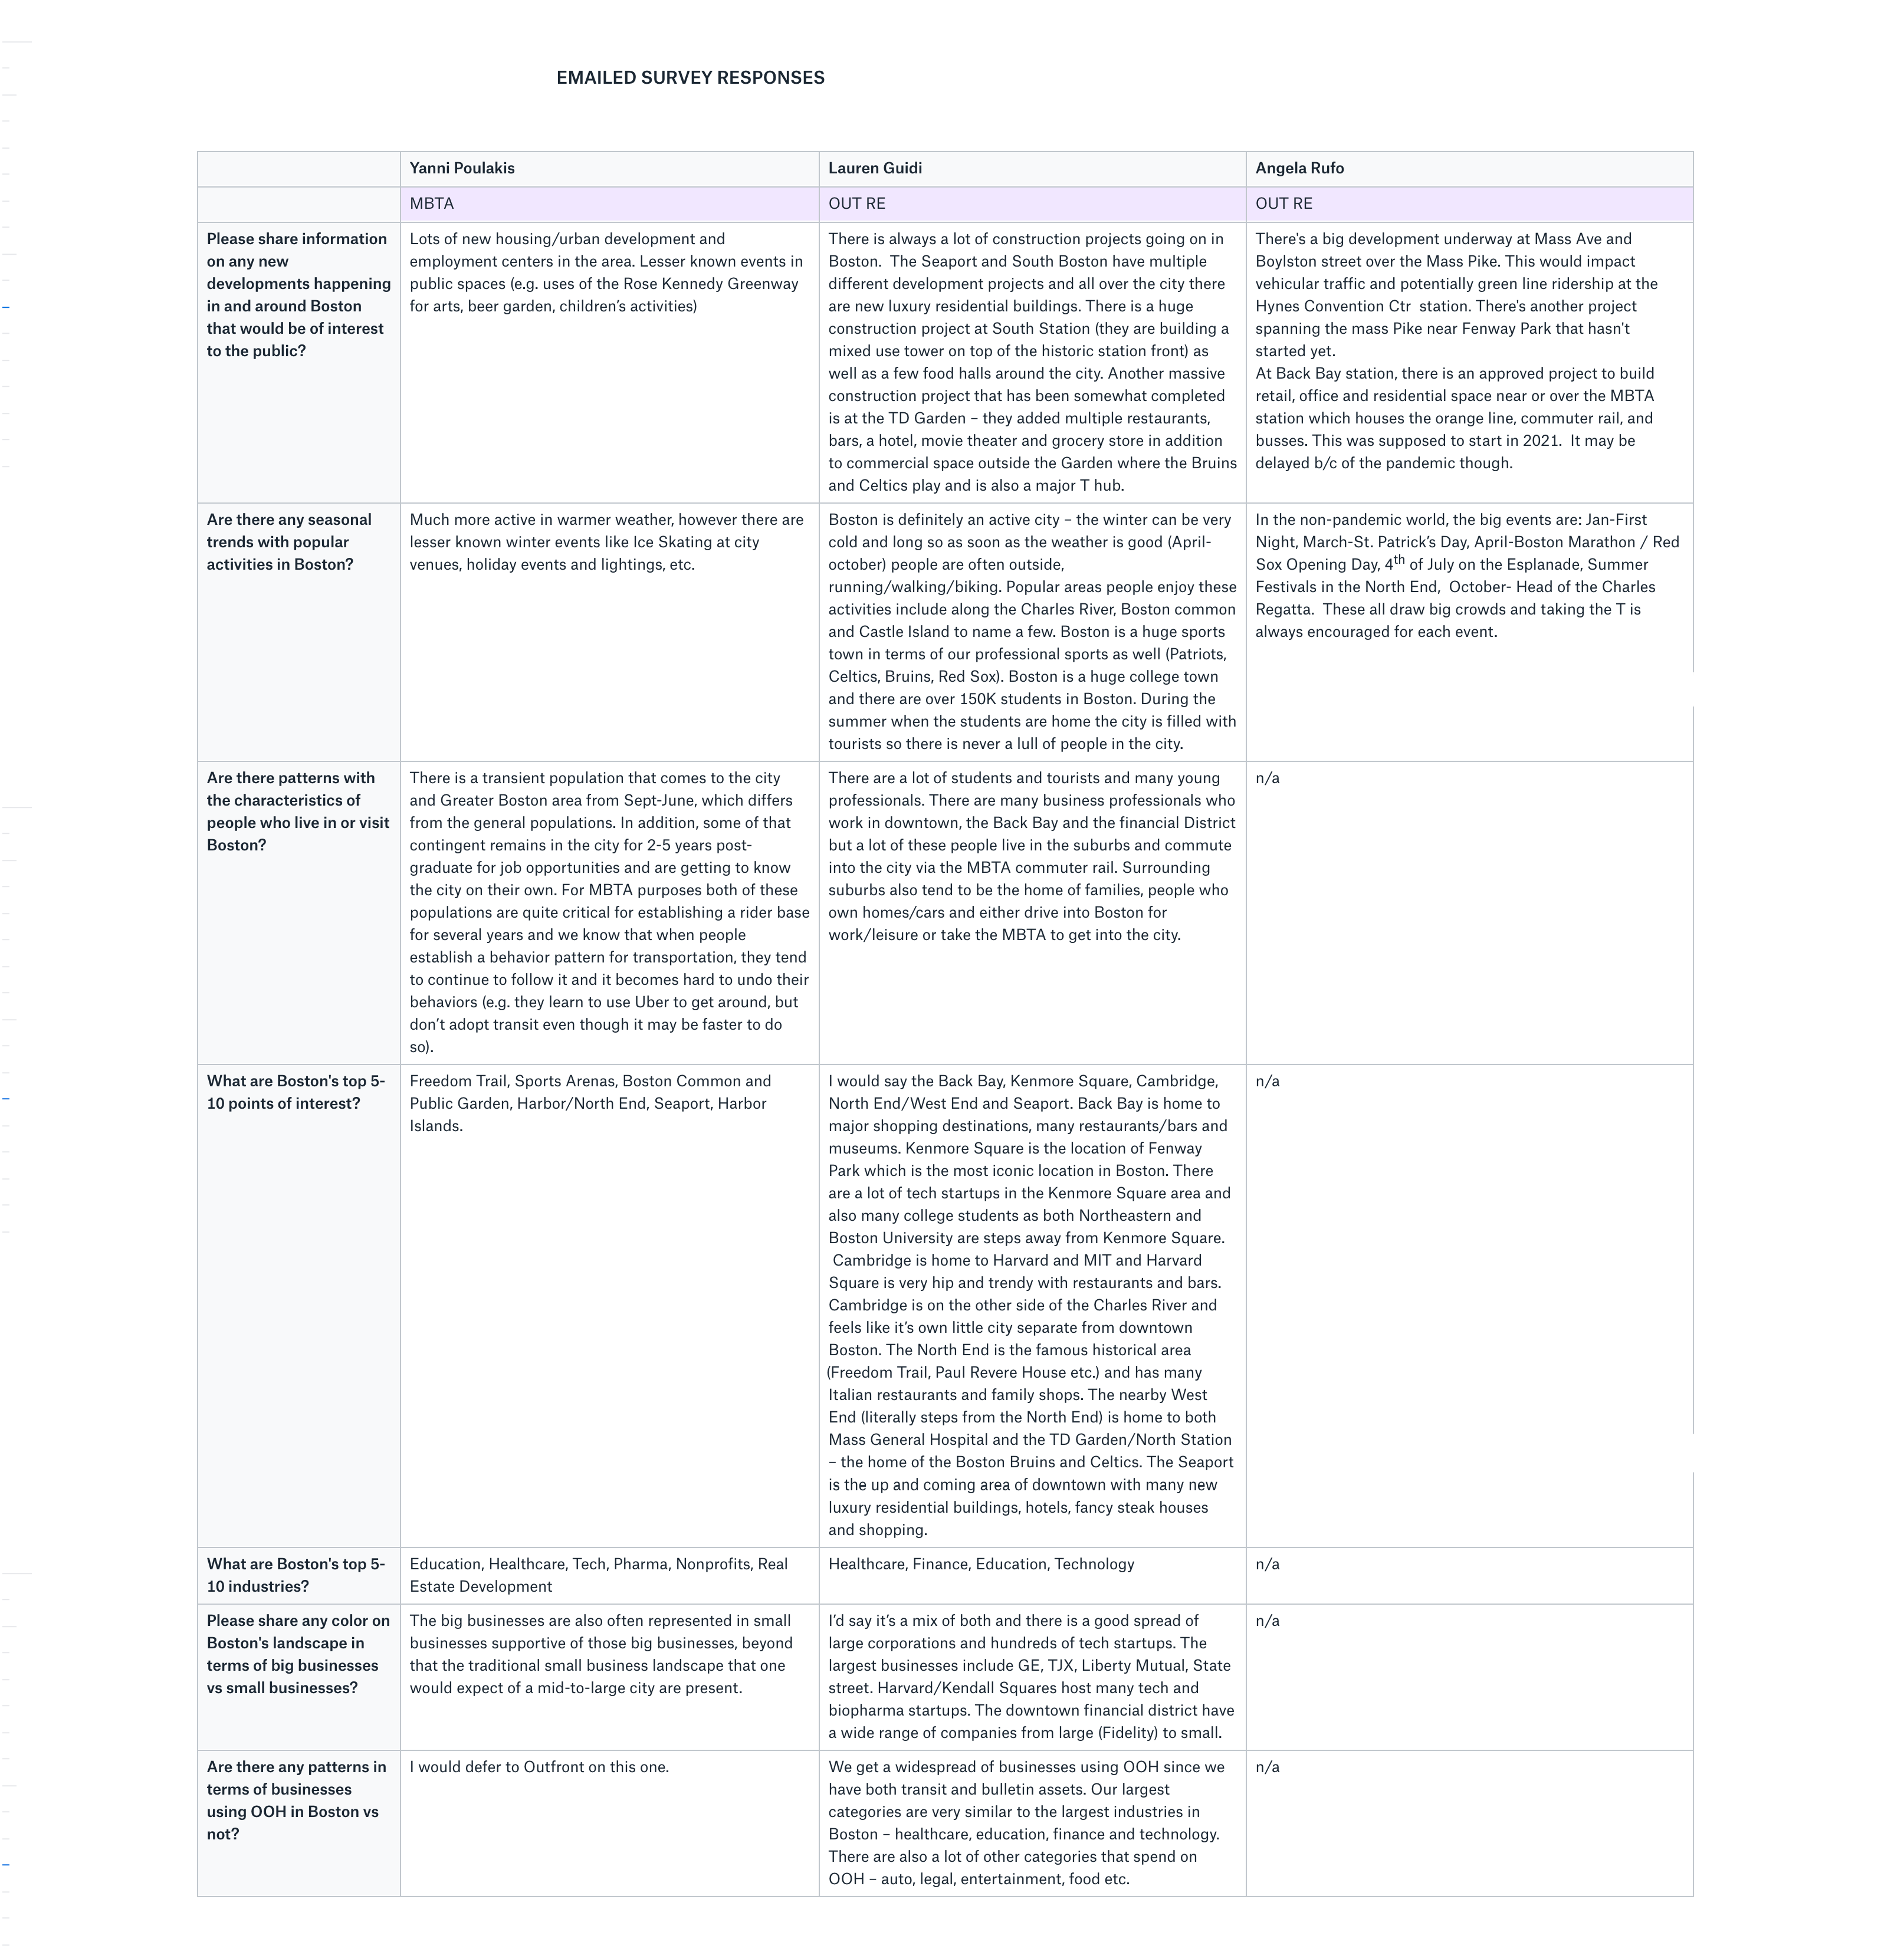 EMAILED SURVEY RESPONSES
Yanni Poulakis
Lauren Guidi
Angela Rufo
MBTA
OUT RE
OUT RE
Please share information
on any new
developments happening
in and around Boston
that would be of interest
to the public?
Lots of new housing/urban development and
employment centers in the area. Lesser known events in
public spaces (e.g. uses of the Rose Kennedy Greenway
for arts, beer garden, children’s activities)
There is always a lot of construction projects going on in
Boston.  The Seaport and South Boston have multiple
different development projects and all over the city there
are new luxury residential buildings. There is a huge
construction project at South Station (they are building a
mixed use tower on top of the historic station front) as
well as a few food halls around the city. Another massive
construction project that has been somewhat completed
is at the TD Garden – they added multiple restaurants,
bars, a hotel, movie theater and grocery store in addition
to commercial space outside the Garden where the Bruins
and Celtics play and is also a major T hub.
There's a big development underway at Mass Ave and
Boylston street over the Mass Pike. This would impact
vehicular traffic and potentially green line ridership at the
Hynes Convention Ctr  station. There's another project
spanning the mass Pike near Fenway Park that hasn't
started yet.
At Back Bay station, there is an approved project to build
retail, office and residential space near or over the MBTA
station which houses the orange line, commuter rail, and
busses. This was supposed to start in 2021.  It may be
delayed b/c of the pandemic though.
Are there any seasonal
trends with popular
activities in Boston?
Much more active in warmer weather, however there are
lesser known winter events like Ice Skating at city
venues, holiday events and lightings, etc.
Boston is definitely an active city – the winter can be very
cold and long so as soon as the weather is good (April-
october) people are often outside,
running/walking/biking. Popular areas people enjoy these
activities include along the Charles River, Boston common
and Castle Island to name a few. Boston is a huge sports
town in terms of our professional sports as well (Patriots,
Celtics, Bruins, Red Sox). Boston is a huge college town
and there are over 150K students in Boston. During the
summer when the students are home the city is filled with
tourists so there is never a lull of people in the city.
In the non-pandemic world, the big events are: Jan-First
Night, March-St. Patrick’s Day, April-Boston Marathon / Red
Sox Opening Day, 4th of July on the Esplanade, Summer
Festivals in the North End,  October- Head of the Charles
Regatta.  These all draw big crowds and taking the T is
always encouraged for each event.
Are there patterns with
the characteristics of
people who live in or visit
Boston?
There is a transient population that comes to the city
and Greater Boston area from Sept-June, which differs
from the general populations. In addition, some of that
contingent remains in the city for 2-5 years post-
graduate for job opportunities and are getting to know
the city on their own. For MBTA purposes both of these
populations are quite critical for establishing a rider base
for several years and we know that when people
establish a behavior pattern for transportation, they tend
to continue to follow it and it becomes hard to undo their
behaviors (e.g. they learn to use Uber to get around, but
don’t adopt transit even though it may be faster to do
so).
There are a lot of students and tourists and many young
professionals. There are many business professionals who
work in downtown, the Back Bay and the financial District
but a lot of these people live in the suburbs and commute
into the city via the MBTA commuter rail. Surrounding
suburbs also tend to be the home of families, people who
own homes/cars and either drive into Boston for
work/leisure or take the MBTA to get into the city.
n/a
What are Boston's top 5-
10 points of interest?
Freedom Trail, Sports Arenas, Boston Common and
Public Garden, Harbor/North End, Seaport, Harbor
Islands.
I would say the Back Bay, Kenmore Square, Cambridge,
North End/West End and Seaport. Back Bay is home to
major shopping destinations, many restaurants/bars and
museums. Kenmore Square is the location of Fenway
Park which is the most iconic location in Boston. There
are a lot of tech startups in the Kenmore Square area and
also many college students as both Northeastern and
Boston University are steps away from Kenmore Square.
Cambridge is home to Harvard and MIT and Harvard
Square is very hip and trendy with restaurants and bars.
Cambridge is on the other side of the Charles River and
feels like it’s own little city separate from downtown
Boston. The North End is the famous historical area
(Freedom Trail, Paul Revere House etc.) and has many
Italian restaurants and family shops. The nearby West
End (literally steps from the North End) is home to both
Mass General Hospital and the TD Garden/North Station
– the home of the Boston Bruins and Celtics. The Seaport
is the up and coming area of downtown with many new
luxury residential buildings, hotels, fancy steak houses
and shopping.
n/a
What are Boston's top 5-
10 industries?
Education, Healthcare, Tech, Pharma, Nonprofits, Real
Estate Development
Healthcare, Finance, Education, Technology
n/a
Please share any color on
Boston's landscape in
terms of big businesses
vs small businesses?
The big businesses are also often represented in small
businesses supportive of those big businesses, beyond
that the traditional small business landscape that one
would expect of a mid-to-large city are present.
I’d say it’s a mix of both and there is a good spread of
large corporations and hundreds of tech startups. The
largest businesses include GE, TJX, Liberty Mutual, State
street. Harvard/Kendall Squares host many tech and
biopharma startups. The downtown financial district have
a wide range of companies from large (Fidelity) to small.
n/a
Are there any patterns in
terms of businesses
using OOH in Boston vs
not?
I would defer to Outfront on this one.
We get a widespread of businesses using OOH since we
have both transit and bulletin assets. Our largest
categories are very similar to the largest industries in
Boston – healthcare, education, finance and technology.
There are also a lot of other categories that spend on
OOH – auto, legal, entertainment, food etc.
n/a